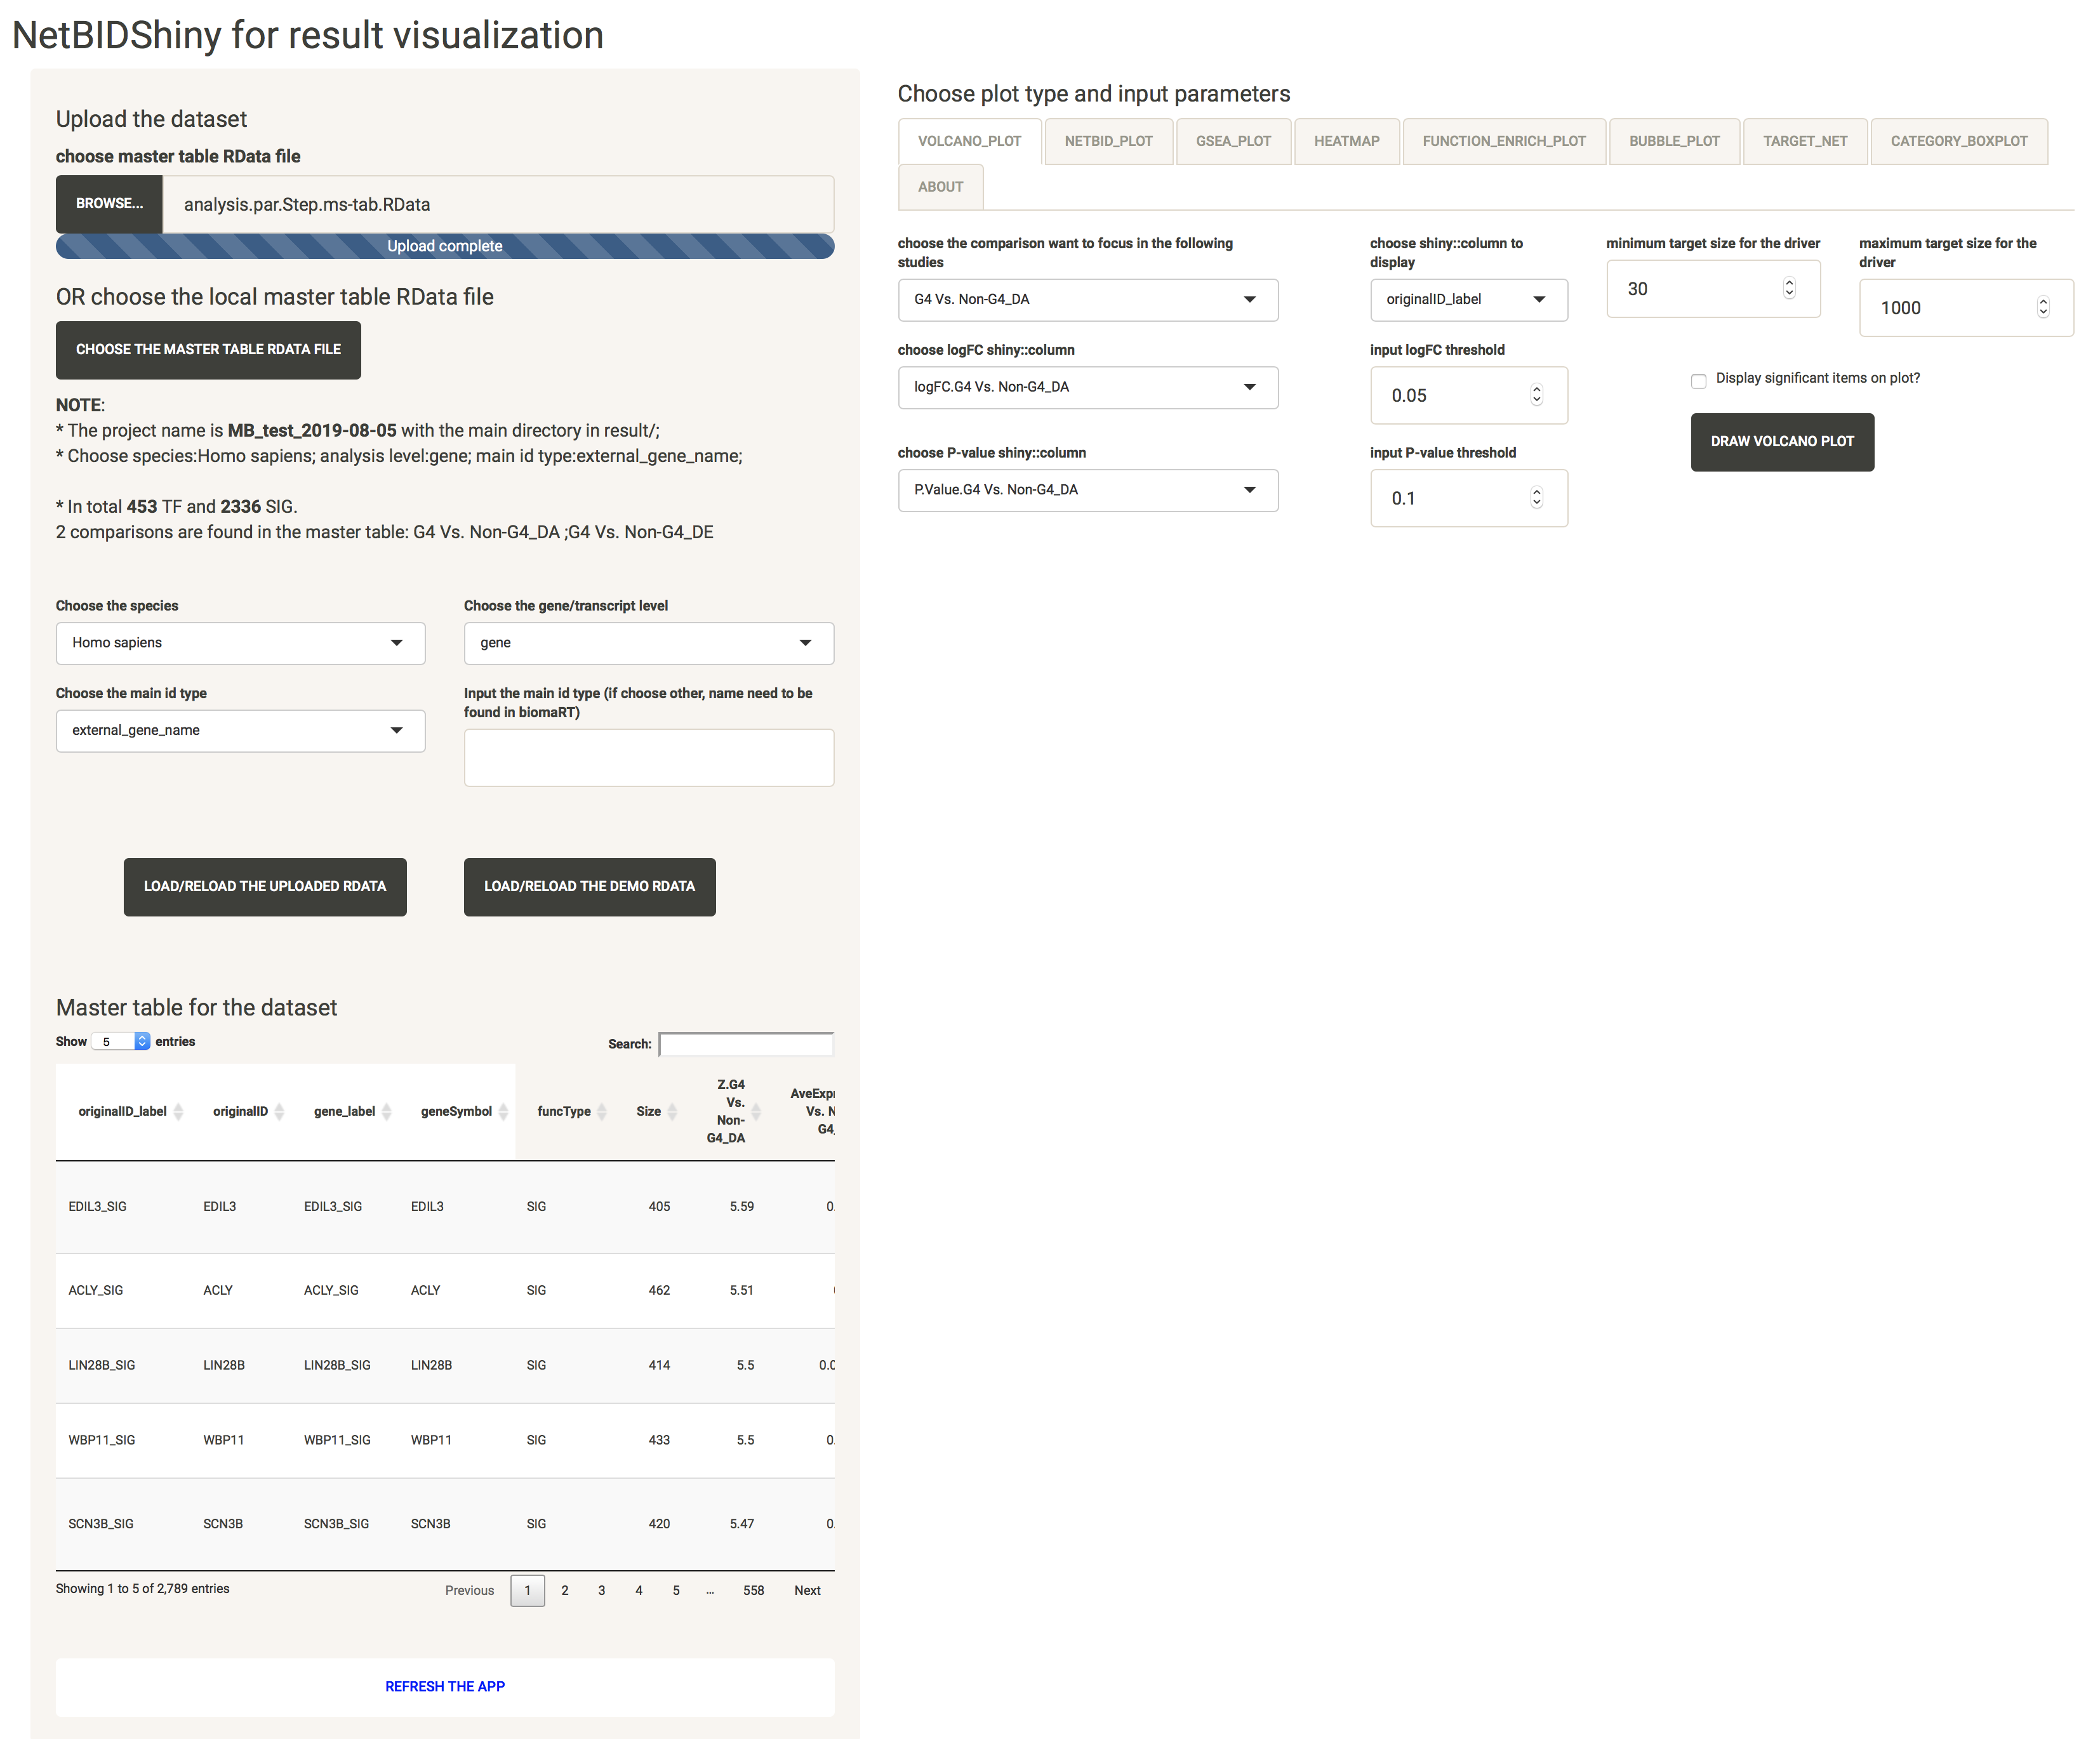 NetBIDShiny for result visualization
Upload the dataset
choose master table RData file
BROWSE... analysis.par.Step.ms-tab.RData
Upload complete
OR choose the local master table RData file
CHOOSE THE MASTER TABLE RDATA FILE
NOTE:
* The project name is MB_test_2019-08-05 with the main directory in result/;
* Choose species:Homo sapiens; analysis level:gene; main id type:external_gene_name;
* In total 453 TF and 2336 SIG.
2 comparisons are found in the master table: G4 Vs. Non-G4_DA ;G4 Vs. Non-G4_DE
Choose the species
Homo sapiens
Choose the gene/transcript level
gene
Choose the main id type
external_gene_name
Input the main id type (if choose other, name need to be
found in biomaRT)
LOAD/RELOAD THE UPLOADED RDATA
LOAD/RELOAD THE DEMO RDATA
Master table for the dataset
Show 5 entries
Search:
originalID_label originalID gene_label geneSymbol funcType Size
Z.G4
Vs.
Non-
G4_DA
AveExpr
Vs. N
G4_
EDIL3_SIG EDIL3 EDIL3_SIG EDIL3 SIG 405 5.59 0.
ACLY_SIG ACLY ACLY_SIG ACLY SIG 462 5.51
LIN28B_SIG LIN28B LIN28B_SIG LIN28B SIG 414 5.5 0.0
WBP11_SIG WBP11 WBP11_SIG WBP11 SIG 433 5.5 0.
SCN3B_SIG SCN3B SCN3B_SIG SCN3B SIG 420 5.47 0.
Showing 1 to 5 of 2,789 entries
Previous 1 2 3 4 5 ... 558 Next
REFRESH THE APP
Choose plot type and input parameters
VOLCANO_PLOT NETBID_PLOT GSEA_PLOT HEATMAP FUNCTION_ENRICH_PLOT BUBBLE_PLOT TARGET_NET CATEGORY_BOXPLOT
ABOUT
choose the comparison want to focus in the following
studies
G4 Vs. Non-G4_DA
choose shiny::column to
display
originalID_label
minimum target size for the driver
30
maximum target size for the
driver
1000
choose logFC shiny::column
logFC.G4 Vs. Non-G4_DA
input logFC threshold
0.05
Display significant items on plot?
DRAW VOLCANO PLOT
choose P-value shiny::column
P.Value.G4 Vs. Non-G4_DA
input P-value threshold
0.1